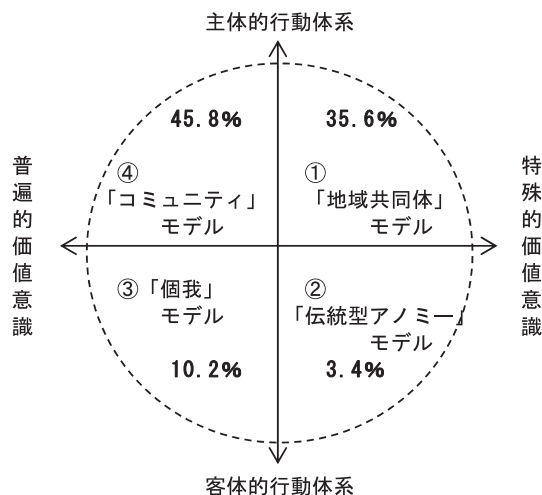 主体的行動体系
45.8%
35.6%
普遍的価値意識
④
「コミュニティ」
モデル
①
「地域共同体」
モデル
特殊的価値意識
③「個我」
モデル
②
「伝統型アノミー」
モデル
10.2%
3.4%
客体的行動体系